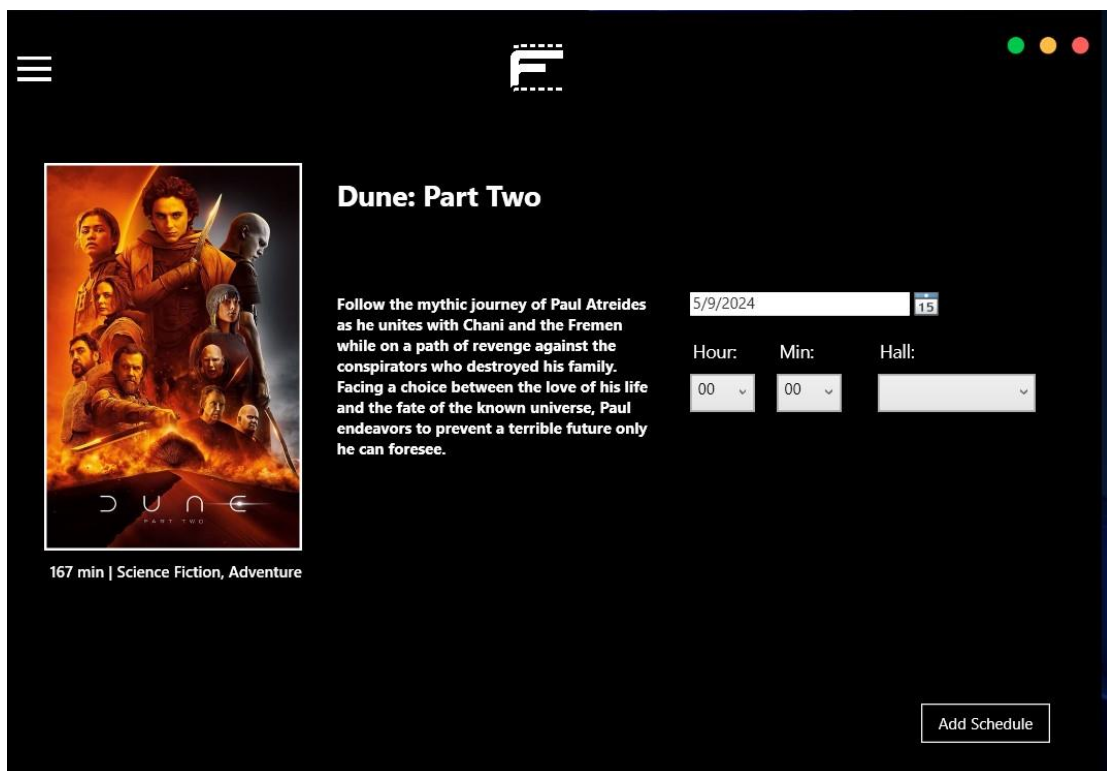 F
Dune: Part Two
Follow the mythic journey of Paul Atreides
as he unites with Chani and the Fremen
while on a path of revenge against the
conspirators who destroyed his family.
Facing a choice between the love of his life
and the fate of the known universe, Paul
endeavors to prevent a terrible future only
he can foresee.
5/9/2024
15
Hour:
Min:
Hall:
00
00
DUNE
PART TWO
167 min | Science Fiction, Adventure
Add Schedule